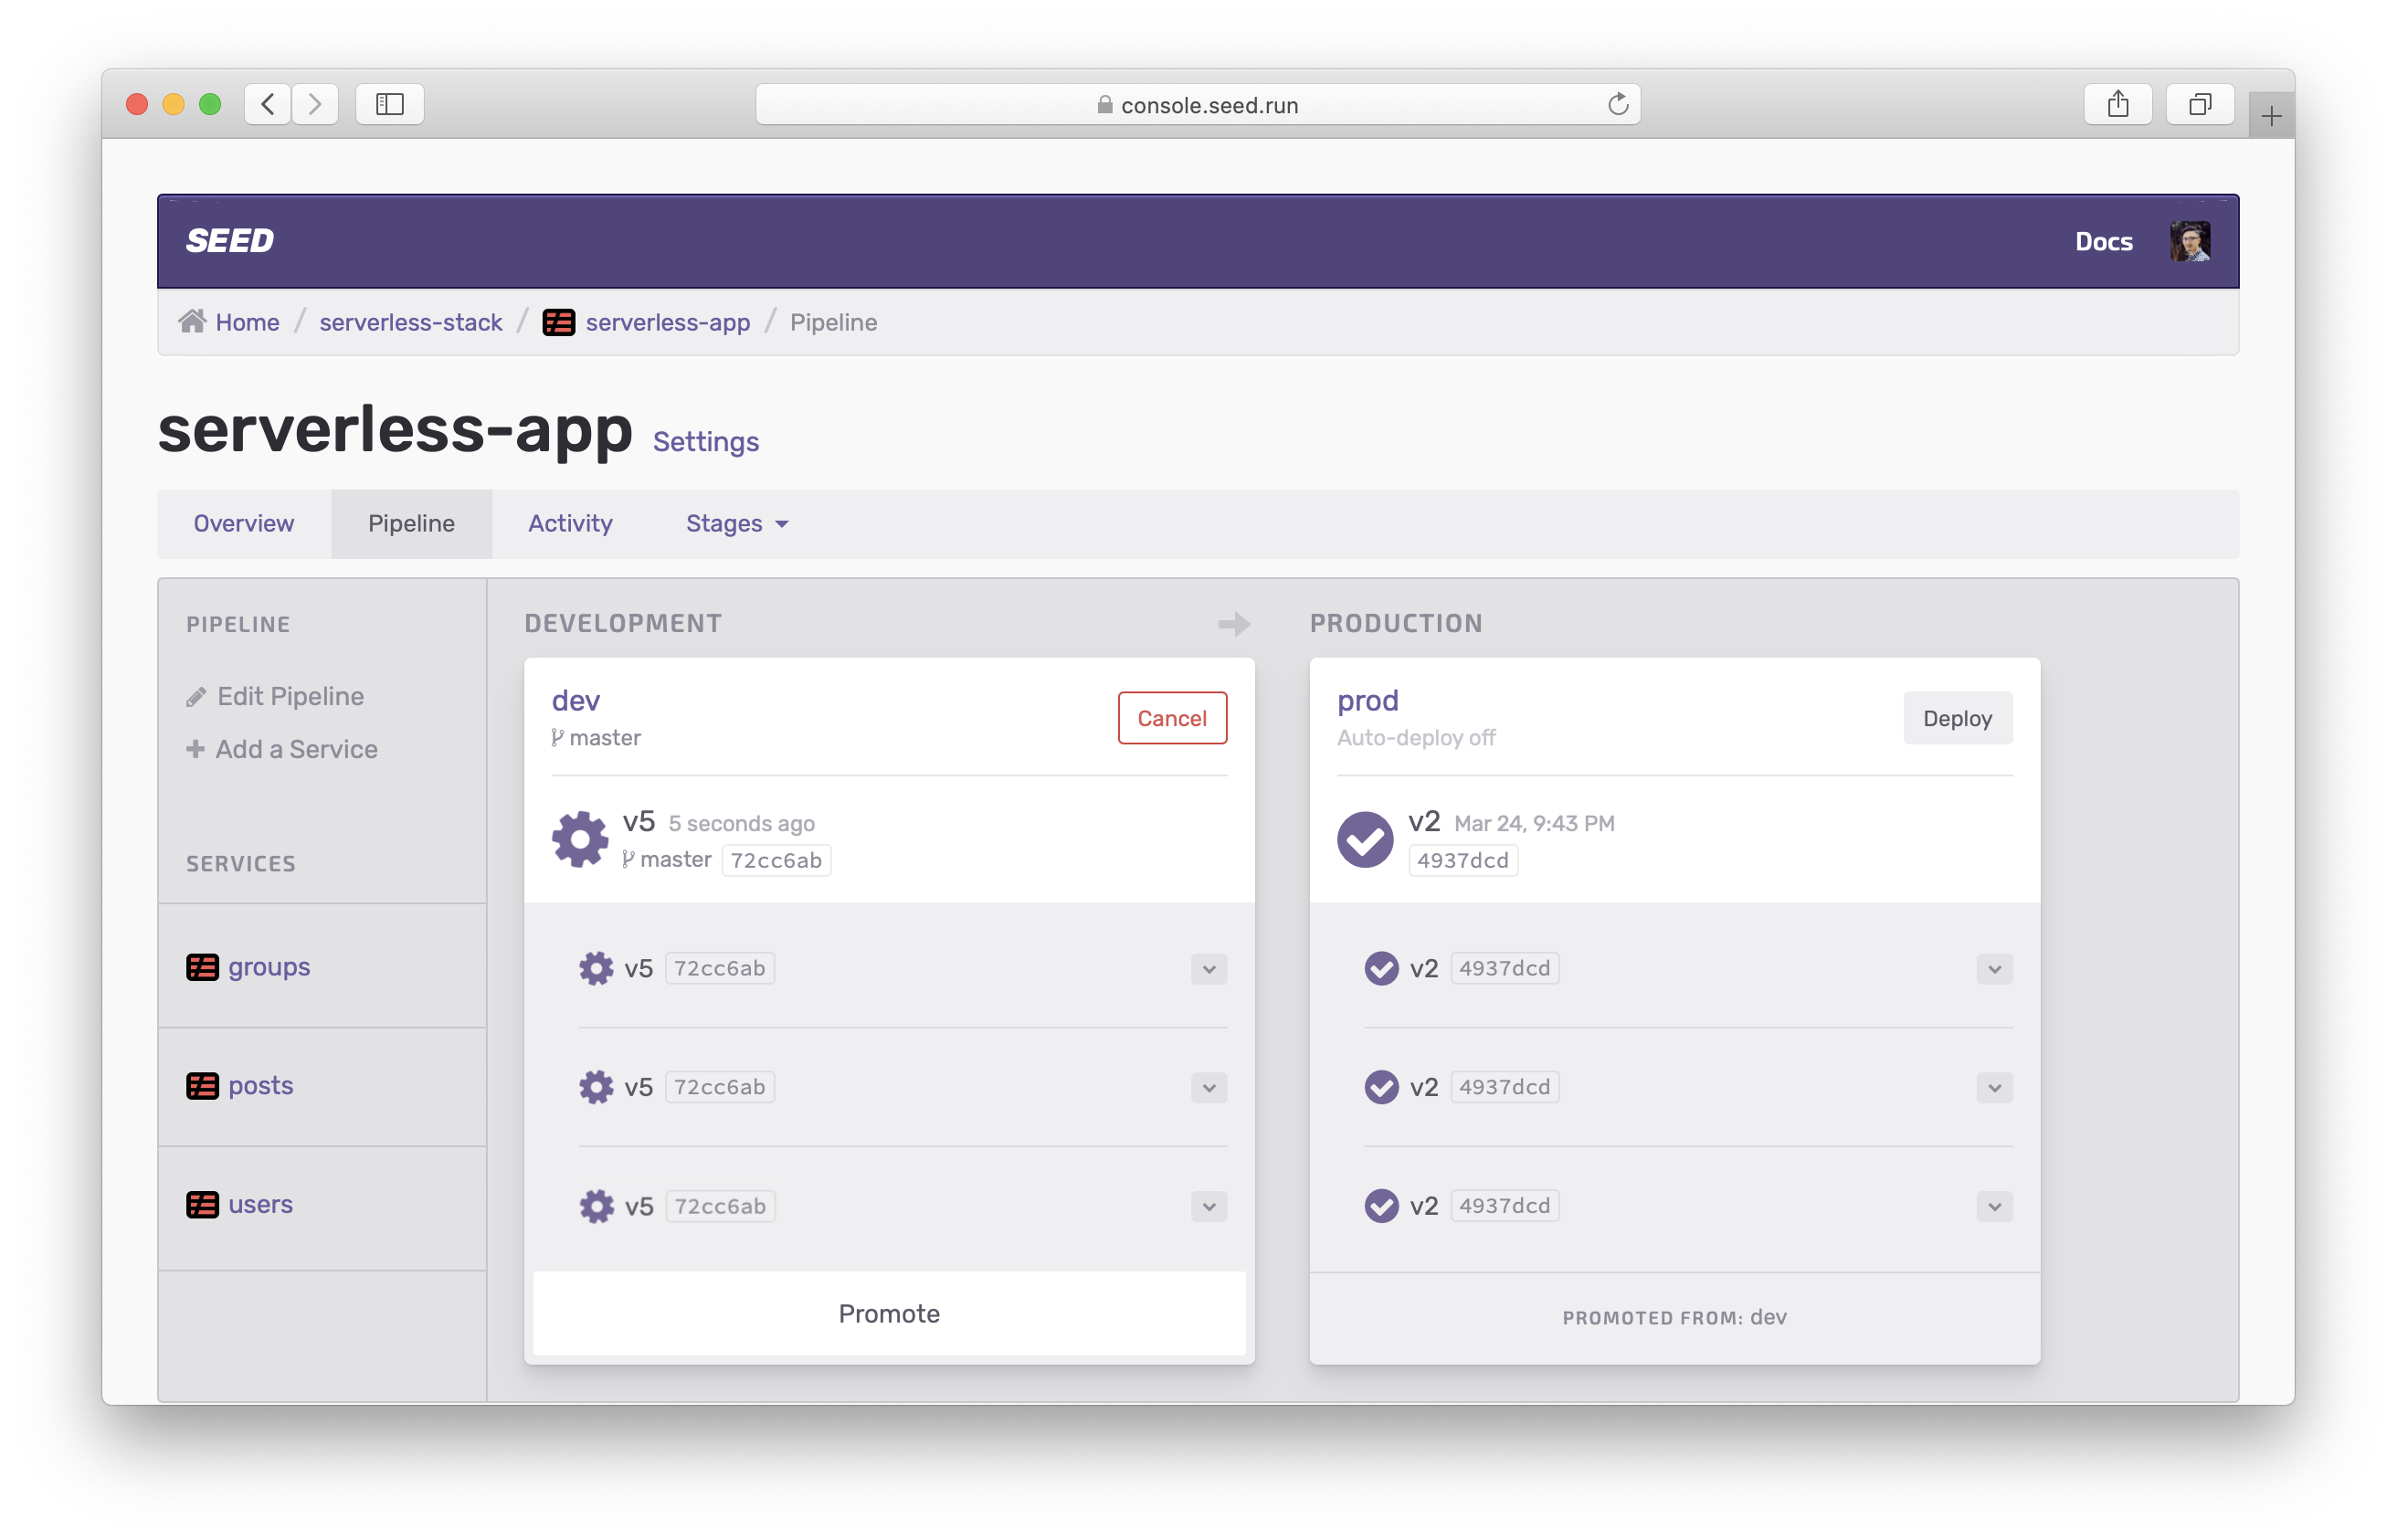 console.seed.run
SEED
Docs
Home / serverless-stack / serverless-app / Pipeline
serverless-app Settings
Overview Pipeline Activity Stages
PIPELINE
Edit Pipeline
Add a Service
SERVICES
groups
posts
users
DEVELOPMENT
dev
master
Cancel
v5 5 seconds ago
master 72cc6ab
v5 72cc6ab
v5 72cc6ab
v5 72cc6ab
Promote
PRODUCTION
prod
Auto-deploy off
Deploy
v2 Mar 24, 9:43 PM
4937dcd
v2 4937dcd
v2 4937dcd
v2 4937dcd
PROMOTED FROM: dev